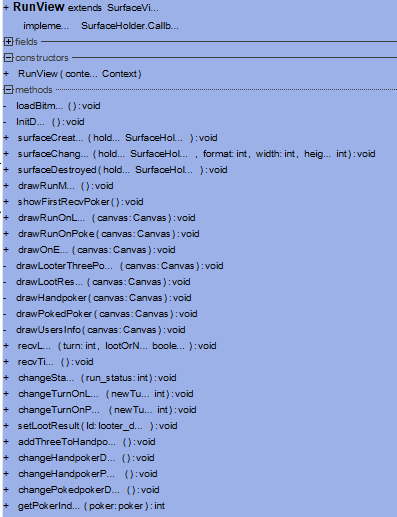 + RunView extends SurfaceVi...
impleme... SurfaceHolder.Callb...
+ fields
- constructors
+ RunView (conte... Context)
- methods
- loadBitm... ():void
- InitD... ():void
+ surfaceCreat... (hold... SurfaceHol... ):void
+ surfaceChang... (hold... SurfaceHol... , format:int, width:int, heig... int):void
+ surfaceDestroyed (hold... SurfaceHol... ):void
+ drawRunM... ():void
+ showFirstRecvPoker():void
+ drawRunOnL... (canvas:Canvas):void
+ drawRunOnPoke (canvas:Canvas):void
+ drawOnE... (canvas:Canvas):void
- drawLooterThreePo... (canvas:Canvas):void
- drawLootRes... (canvas:Canvas):void
- drawHandpoker(canvas:Canvas):void
- drawPokedPoker(canvas:Canvas):void
- drawUsersInfo(canvas:Canvas):void
+ recvL... (turn:int, lootOrN... boole... ):void
+ recvTi... ():void
+ changeSta... (run_status:int):void
+ changeTurnOnL... (newTu... int):void
+ changeTurnOnP... (newTu... int):void
+ setLootResult(Id:looter_d... ):void
+ addThreeToHandpo... ():void
+ changeHandpokerD... ():void
+ changeHandpokerP... ():void
+ changePokedpokerD... ():void
+ getPokerInd... (poker:poker):int